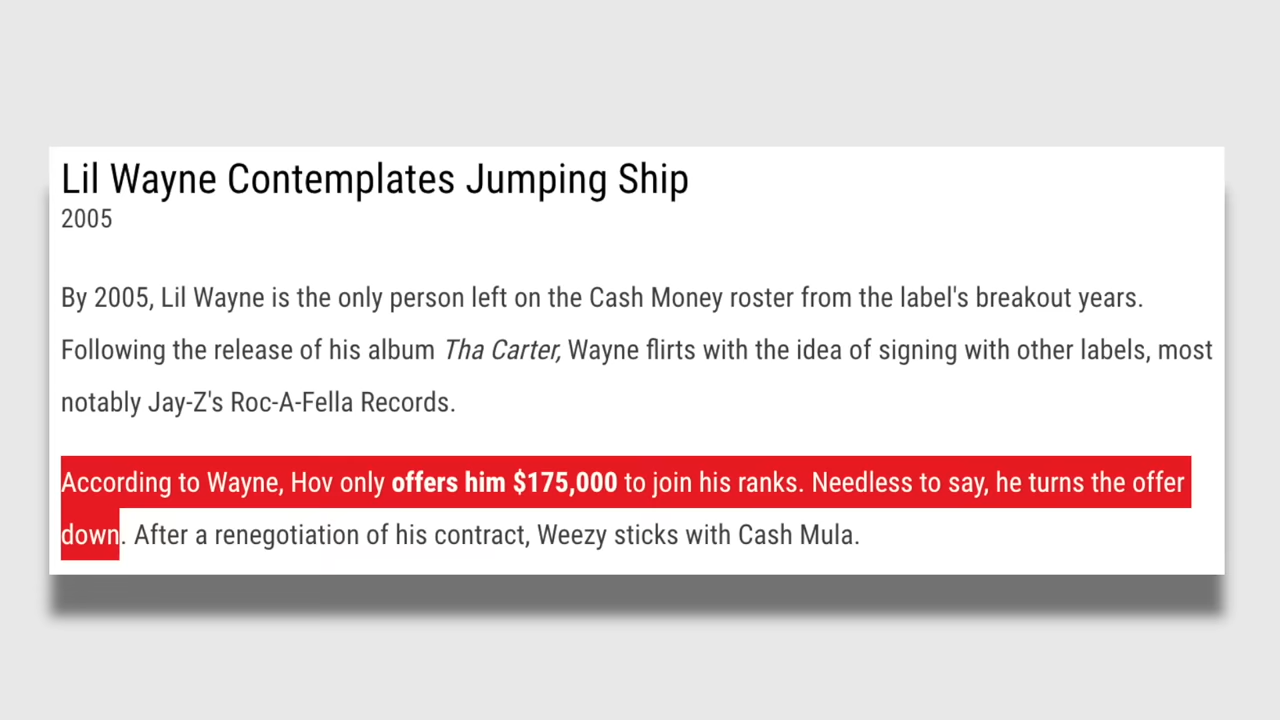 Lil Wayne Contemplates Jumping Ship
2005
By 2005, Lil Wayne is the only person left on the Cash Money roster from the label's breakout years.
Following the release of his album Tha Carter, Wayne flirts with the idea of signing with other labels, most
notably Jay-Z's Roc-A-Fella Records.
According to Wayne, Hov only offers him $175,000 to join his ranks. Needless to say, he turns the offer
down. After a renegotiation of his contract, Weezy sticks with Cash Mula.